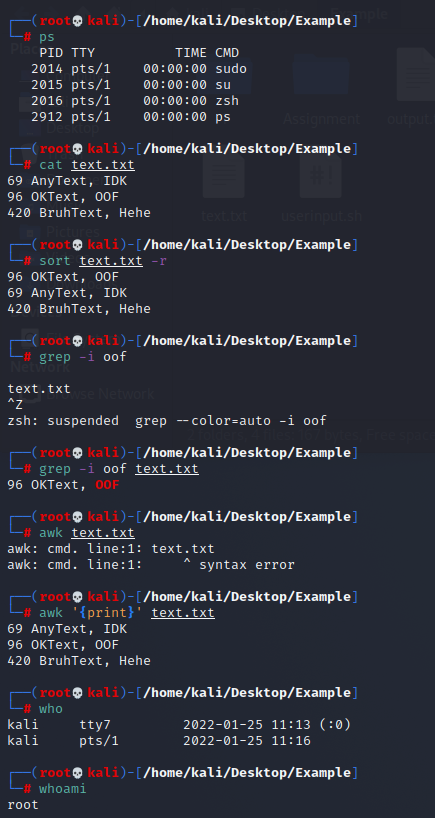 ┌──(root💀kali)-[/home/kali/Desktop/Example]
└─# ps
    PID TTY          TIME CMD
   2014 pts/1    00:00:00 sudo
   2015 pts/1    00:00:00 su
   2016 pts/1    00:00:00 zsh
   2912 pts/1    00:00:00 ps
┌──(root💀kali)-[/home/kali/Desktop/Example]
└─# cat text.txt
69 AnyText, IDK
96 OKText, OOF
420 BruhText, Hehe
┌──(root💀kali)-[/home/kali/Desktop/Example]
└─# sort text.txt -r
96 OKText, OOF
69 AnyText, IDK
420 BruhText, Hehe
┌──(root💀kali)-[/home/kali/Desktop/Example]
└─# grep -i oof
text.txt
^Z
zsh: suspended  grep --color=auto -i oof
┌──(root💀kali)-[/home/kali/Desktop/Example]
└─# grep -i oof text.txt
96 OKText, OOF
┌──(root💀kali)-[/home/kali/Desktop/Example]
└─# awk text.txt
awk: cmd. line:1: text.txt
awk: cmd. line:1:     ^ syntax error
┌──(root💀kali)-[/home/kali/Desktop/Example]
└─# awk '{print}' text.txt
69 AnyText, IDK
96 OKText, OOF
420 BruhText, Hehe
┌──(root💀kali)-[/home/kali/Desktop/Example]
└─# who
kali     tty7         2022-01-25 11:13 (:0)
kali     pts/1        2022-01-25 11:16
┌──(root💀kali)-[/home/kali/Desktop/Example]
└─# whoami
root